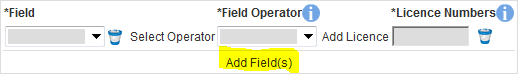 *Field *Field Operator *Licence Numbers
Select Operator Add Licence
Add Field(s)